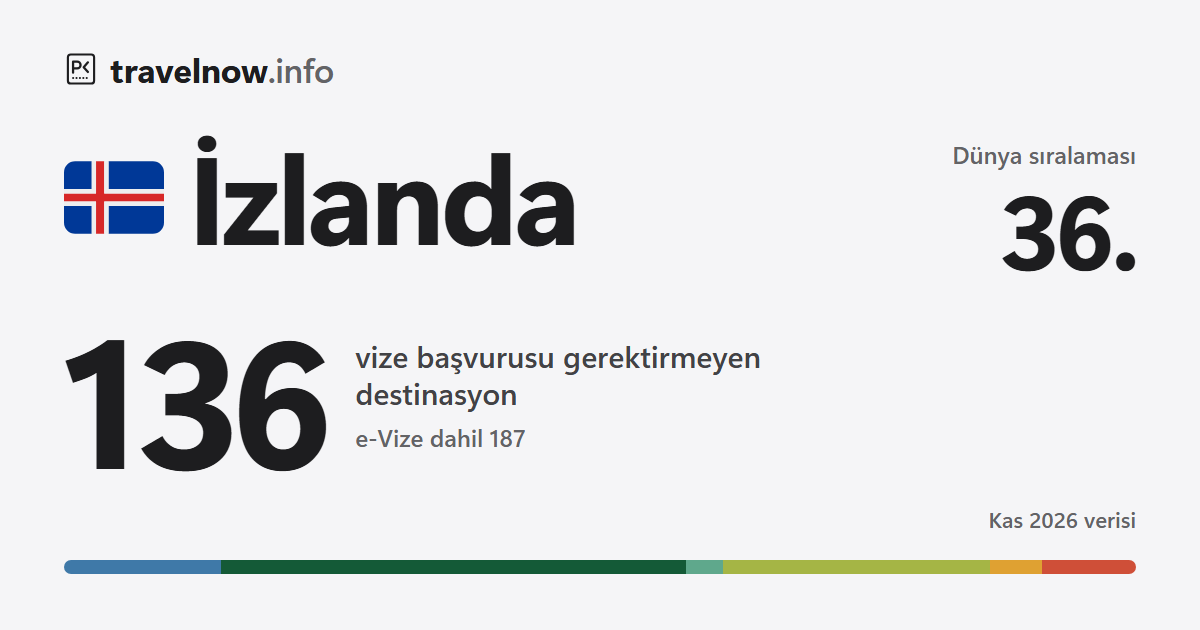 travelnow.info
İzlanda
Dünya sıralaması
36.
136
vize başvurusu gerektirmeyen
destinasyon
e-Vize dahil 187
Kas 2026 verisi